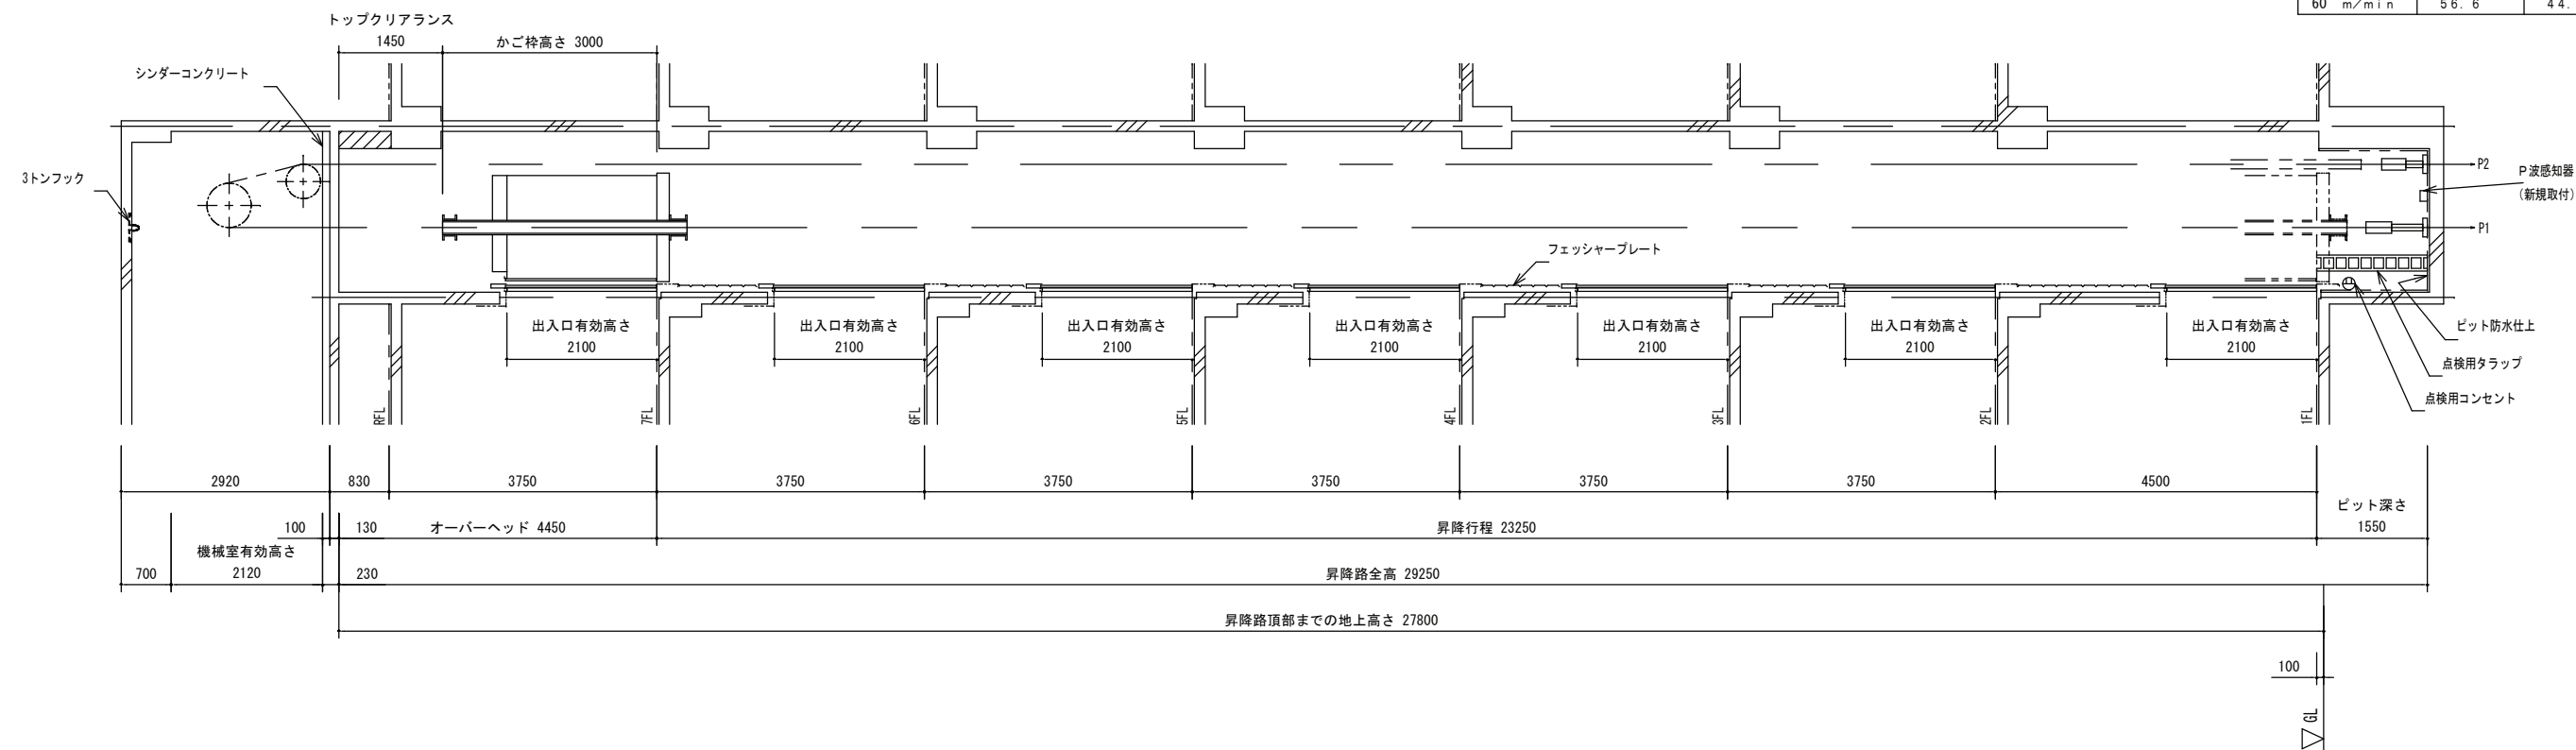 60 m/min 56.6 44.
トップクリアランス
1450
かご枠高さ 3000
シンダーコンクリート
3トンフック
P2
P波感知器
(新規取付)
P1
フェッシャープレート
出入口有効高さ
2100
出入口有効高さ
2100
出入口有効高さ
2100
出入口有効高さ
2100
出入口有効高さ
2100
出入口有効高さ
2100
出入口有効高さ
2100
ピット防水仕上
点検用タラップ
点検用コンセント
RFL
7FL
6FL
5FL
4FL
3FL
2FL
1FL
2920
830
3750
3750
3750
3750
3750
3750
4500
ピット深さ
1550
100
130
オーバーヘッド 4450
昇降行程 23250
機械室有効高さ
2120
700
230
昇降路全高 29250
昇降路頂部までの地上高さ 27800
100
GL